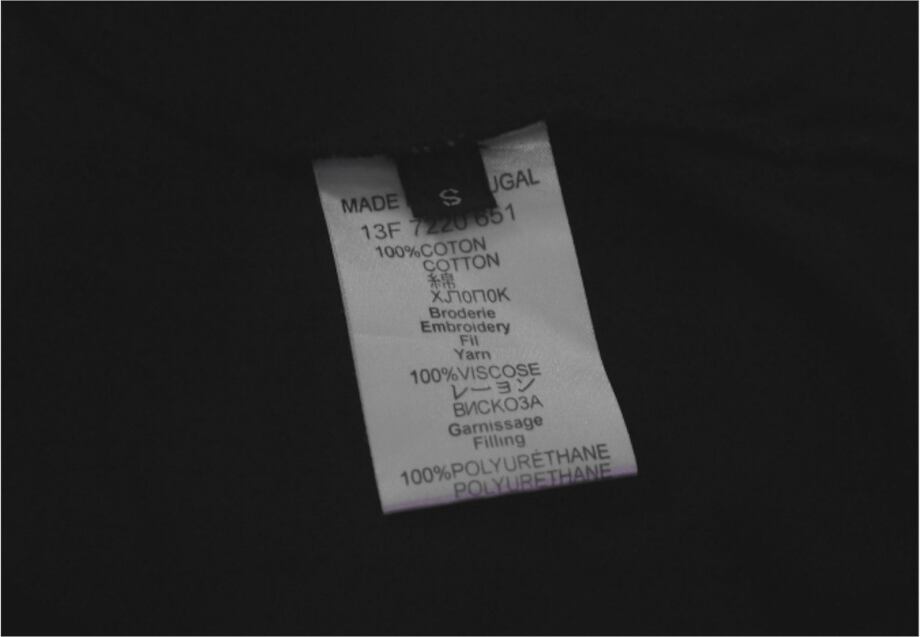 S
MADE UGAL
13F 7220 651
100%COTON
COTTON
綿
ХЛОПОК
Broderie
Embroidery
Fil
Yarn
100%VISCOSE
レーヨン
ВИСКОЗА
Garnissage
Filling
100%POLYURÉTHANE
POLYURETHANE